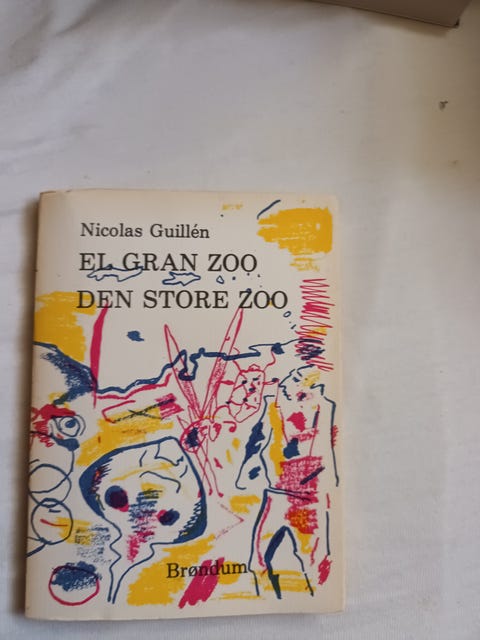 Nicolas Guillén
EL GRAN ZOO
DEN STORE ZOO
Brøndum